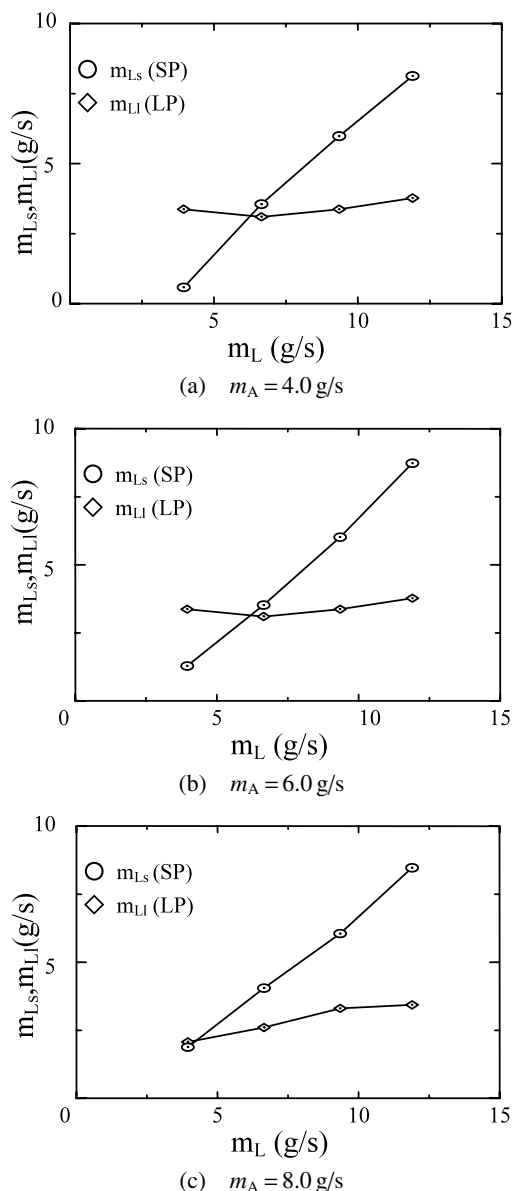 10
m_Ls (SP)
m_Ll (LP)
5
m_Ls,m_Ll(g/s)
0
5 10 15
m_L (g/s)
(a) m_A = 4.0 g/s
10
m_Ls (SP)
m_Ll (LP)
5
m_Ls,m_Ll(g/s)
0 5 10 15
m_L (g/s)
(b) m_A = 6.0 g/s
10
m_Ls (SP)
m_Ll (LP)
5
m_Ls,m_Ll(g/s)
0 5 10 15
m_L (g/s)
(c) m_A = 8.0 g/s